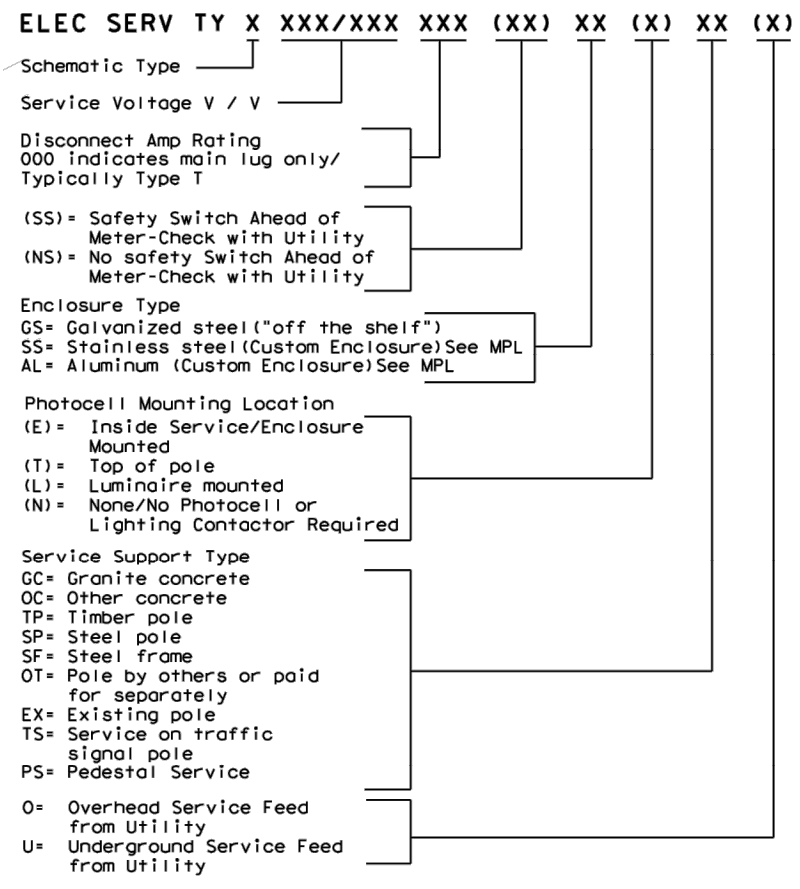 ELEC SERV TY X XXX/XXX XXX (XX) XX (X) XX (X)
Schematic Type
Service Voltage V / V
Disconnect Amp Rating
000 indicates main lug only/
Typically Type T
(SS)= Safety Switch Ahead of
Meter-Check with Utility
(NS)= No safety Switch Ahead of
Meter-Check with Utility
Enclosure Type
GS= Galvanized steel("off the shelf")
SS= Stainless steel(Custom Enclosure)See MPL
AL= Aluminum (Custom Enclosure)See MPL
Photocell Mounting Location
(E)= Inside Service/Enclosure
Mounted
(T)= Top of pole
(L)= Luminaire mounted
(N)= None/No Photocell or
Lighting Contactor Required
Service Support Type
GC= Granite concrete
OC= Other concrete
TP= Timber pole
SP= Steel pole
SF= Steel frame
OT= Pole by others or paid
for separately
EX= Existing pole
TS= Service on traffic
signal pole
PS= Pedestal Service
O= Overhead Service Feed
from Utility
U= Underground Service Feed
from Utility